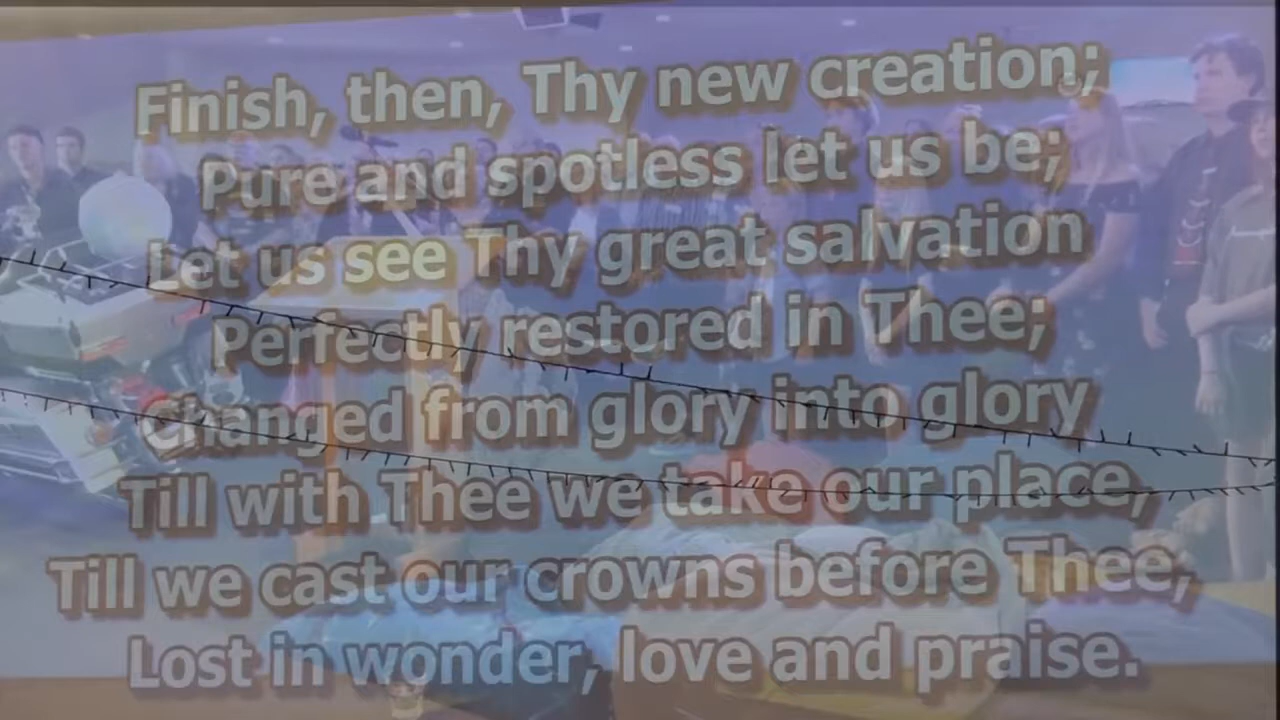 Finish, then, Thy new creation;
Pure and spotless let us be;
Let us see Thy great salvation
Perfectly restored in Thee;
Changed from glory into glory
Till with Thee we take our place,
Till we cast our crowns before Thee,
Lost in wonder, love and praise.